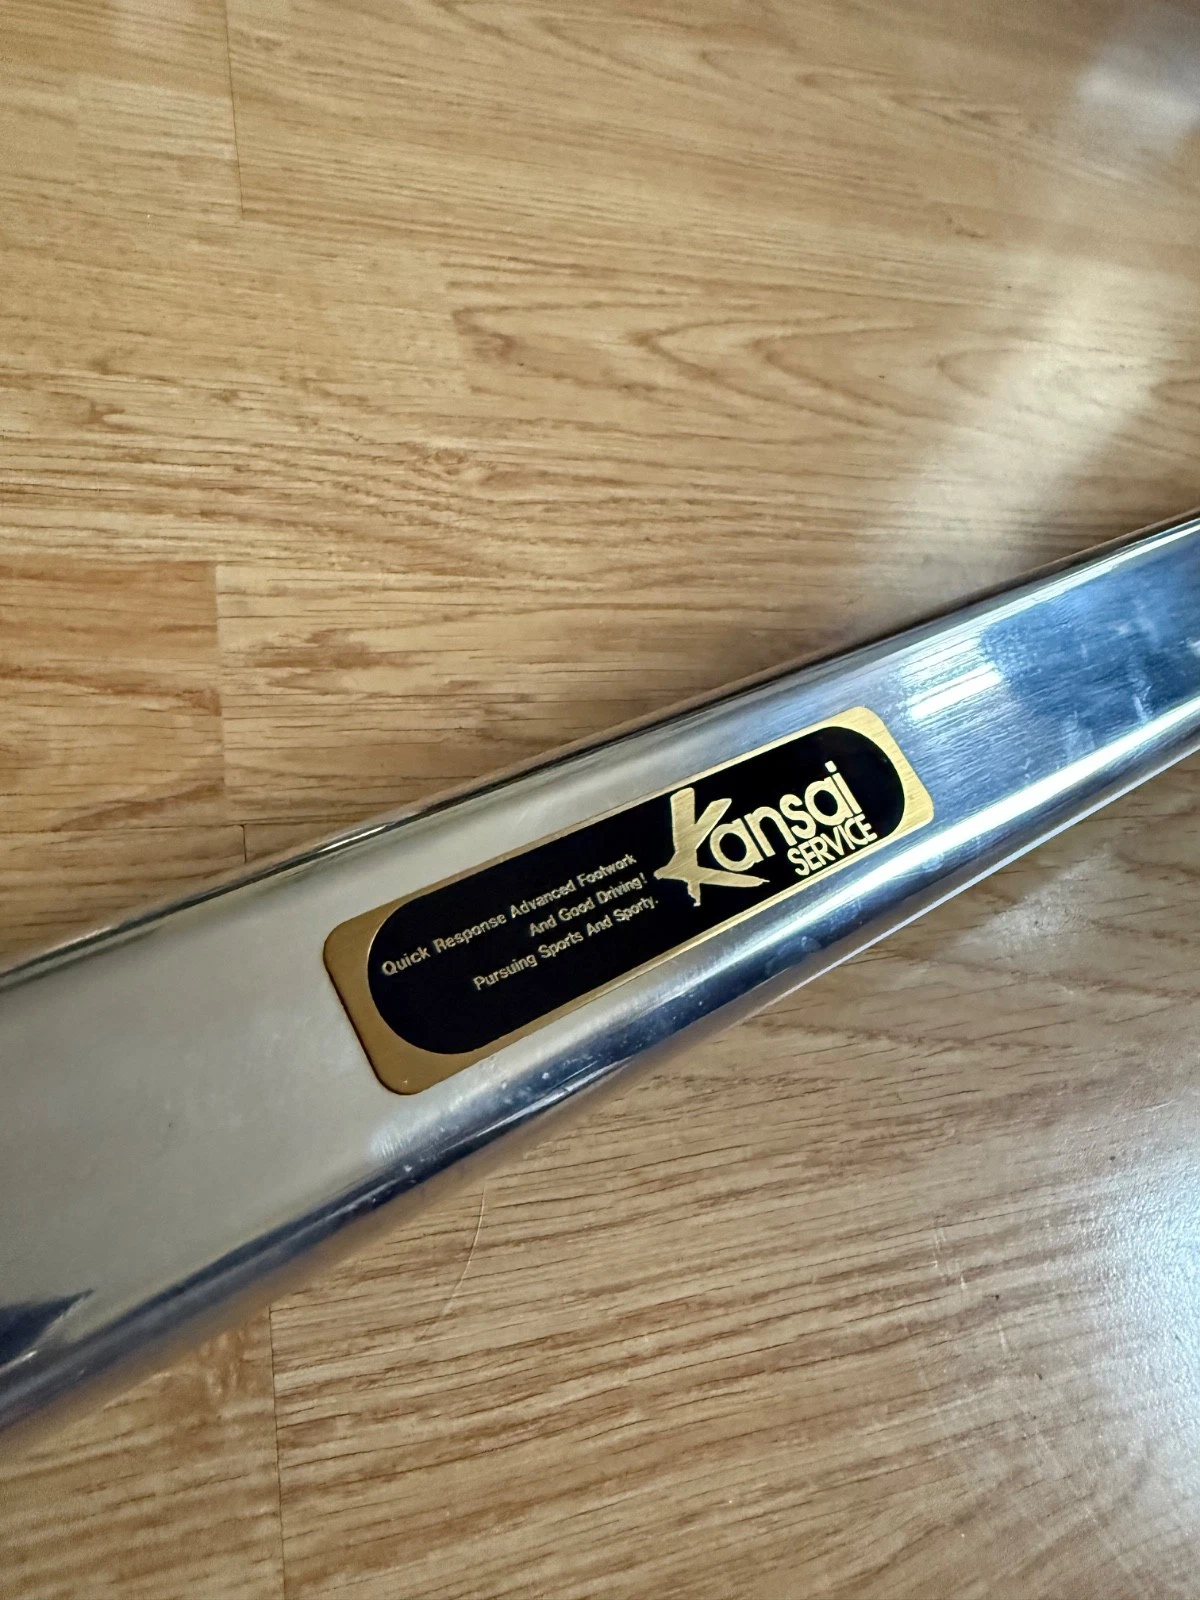 Quick Response Advanced Footwork
And Good Driving!
Pursuing Sports And Sporty.
Kansai
SERVICE